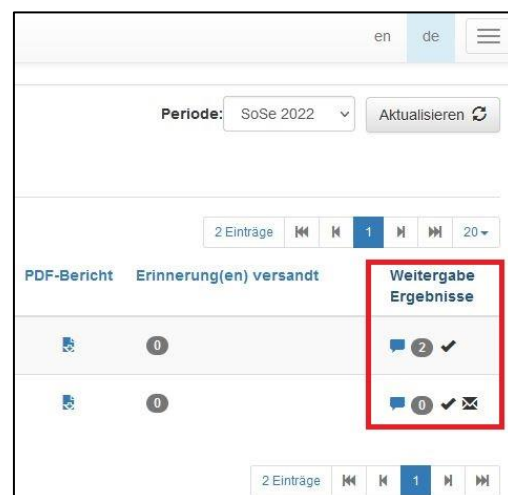 en de
Periode: SoSe 2022 Aktualisieren
2 Einträge 1 20
PDF-Bericht Erinnerung(en) versandt Weitergabe
Ergebnisse
0 2
0 0
2 Einträge 1